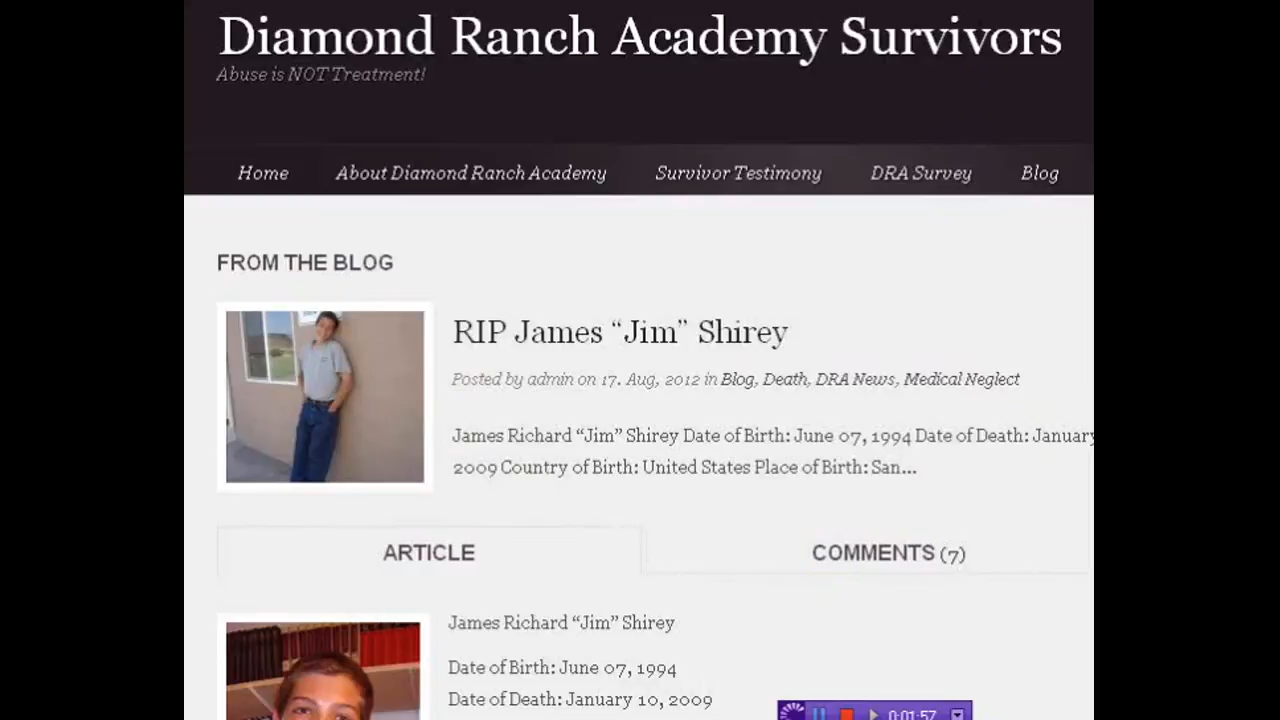 Diamond Ranch Academy Survivors
Abuse is NOT Treatment!
Home About Diamond Ranch Academy Survivor Testimony DRA Survey Blog
FROM THE BLOG
RIP James “Jim” Shirey
Posted by admin on 17. Aug, 2012 in Blog, Death, DRA News, Medical Neglect
James Richard “Jim” Shirey Date of Birth: June 07, 1994 Date of Death: January
2009 Country of Birth: United States Place of Birth: San...
ARTICLE COMMENTS (7)
James Richard “Jim” Shirey
Date of Birth: June 07, 1994
Date of Death: January 10, 2009
0:01:57